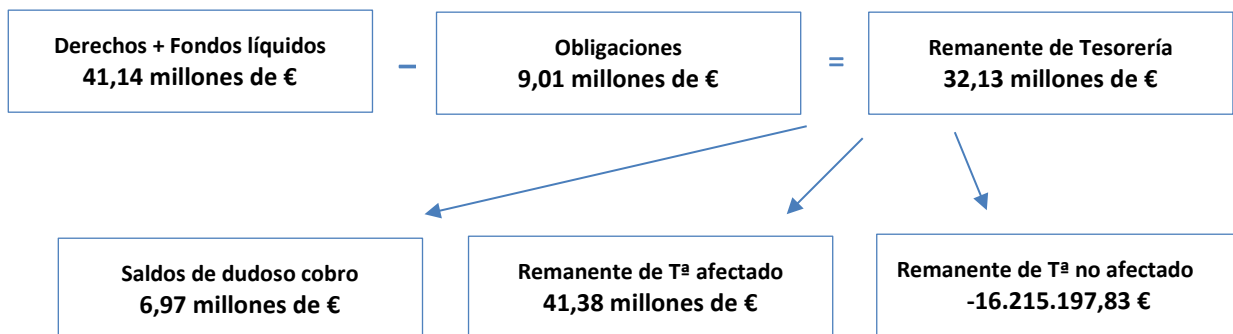 Derechos + Fondos líquidos
41,14 millones de €
–
Obligaciones
9,01 millones de €
=
Remanente de Tesorería
32,13 millones de €
Saldos de dudoso cobro
6,97 millones de €
Remanente de Tª afectado
41,38 millones de €
Remanente de Tª no afectado
-16.215.197,83 €